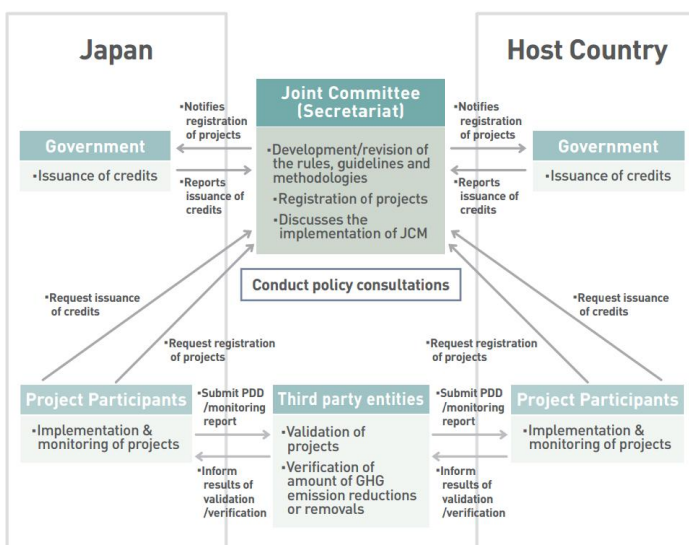 Japan
Host Country
Joint Committee
(Secretariat)
•Development/revision of
the rules, guidelines and
methodologies
•Registration of projects
•Discusses the
implementation of JCM
•Notifies
registration
of projects
•Notifies
registration
of projects
Government
•Issuance of credits
Government
•Issuance of credits
•Reports
issuance of
credits
•Reports
issuance of
credits
Conduct policy consultations
•Request issuance
of credits
•Request issuance
of credits
•Request registration
of projects
•Request registration
of projects
Project Participants
•Implementation &
monitoring of projects
•Submit PDD
/monitoring
report
•Inform
results of
validation
/verification
Third party entities
•Validation of
projects
•Verification of
amount of GHG
emission reductions
or removals
•Submit PDD
/monitoring
report
•Inform
results of
validation
/verification
Project Participants
•Implementation &
monitoring of projects